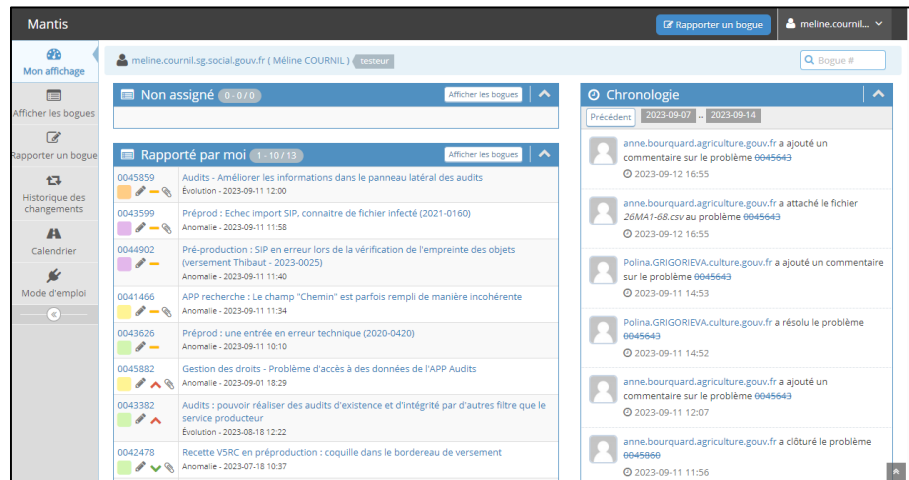 Mantis
Rapporter un bogue
meline.cournil...
Mon affichage
Afficher les bogues
Rapporter un bogue
Historique des
changements
Calendrier
Mode d'emploi
meline.cournil.sg.social.gouv.fr ( Méline COURNIL ) testeur
Bogue #
Non assigné 0 - 0 / 0 Afficher les bogues
Rapporté par moi 1 - 10 / 13 Afficher les bogues
0045859 Audits - Améliorer les informations dans le panneau latéral des audits
Évolution - 2023-09-11 12:00
0043599 Préprod : Echec import SIP, connaitre de fichier infecté (2021-0160)
Anomalie - 2023-09-11 11:58
0044902 Pré-production : SIP en erreur lors de la vérification de l'empreinte des objets
(versement Thibaut - 2023-0025)
Anomalie - 2023-09-11 11:40
0041466 APP recherche : Le champ "Chemin" est parfois rempli de manière incohérente
Anomalie - 2023-09-11 11:34
0043626 Préprod : une entrée en erreur technique (2020-0420)
Anomalie - 2023-09-11 10:10
0045882 Gestion des droits - Problème d'accès à des données de l'APP Audits
Anomalie - 2023-09-01 18:29
0043382 Audits : pouvoir réaliser des audits d'existence et d'intégrité par d'autres filtre que le
service producteur
Évolution - 2023-08-18 12:22
0042478 Recette V5RC en préproduction : coquille dans le bordereau de versement
Anomalie - 2023-07-18 10:37
Chronologie
Précédent 2023-09-07 .. 2023-09-14
anne.bourquard.agriculture.gouv.fr a ajouté un
commentaire sur le problème 0045643
2023-09-12 16:55
anne.bourquard.agriculture.gouv.fr a attaché le fichier
26MA1-68.csv au problème 0045643
2023-09-12 16:55
Polina.GRIGORIEVA.culture.gouv.fr a ajouté un commentaire
sur le problème 0045643
2023-09-11 14:53
Polina.GRIGORIEVA.culture.gouv.fr a résolu le problème
0045643
2023-09-11 14:52
anne.bourquard.agriculture.gouv.fr a ajouté un
commentaire sur le problème 0045643
2023-09-11 12:07
anne.bourquard.agriculture.gouv.fr a clôturé le problème
0045860
2023-09-11 11:56